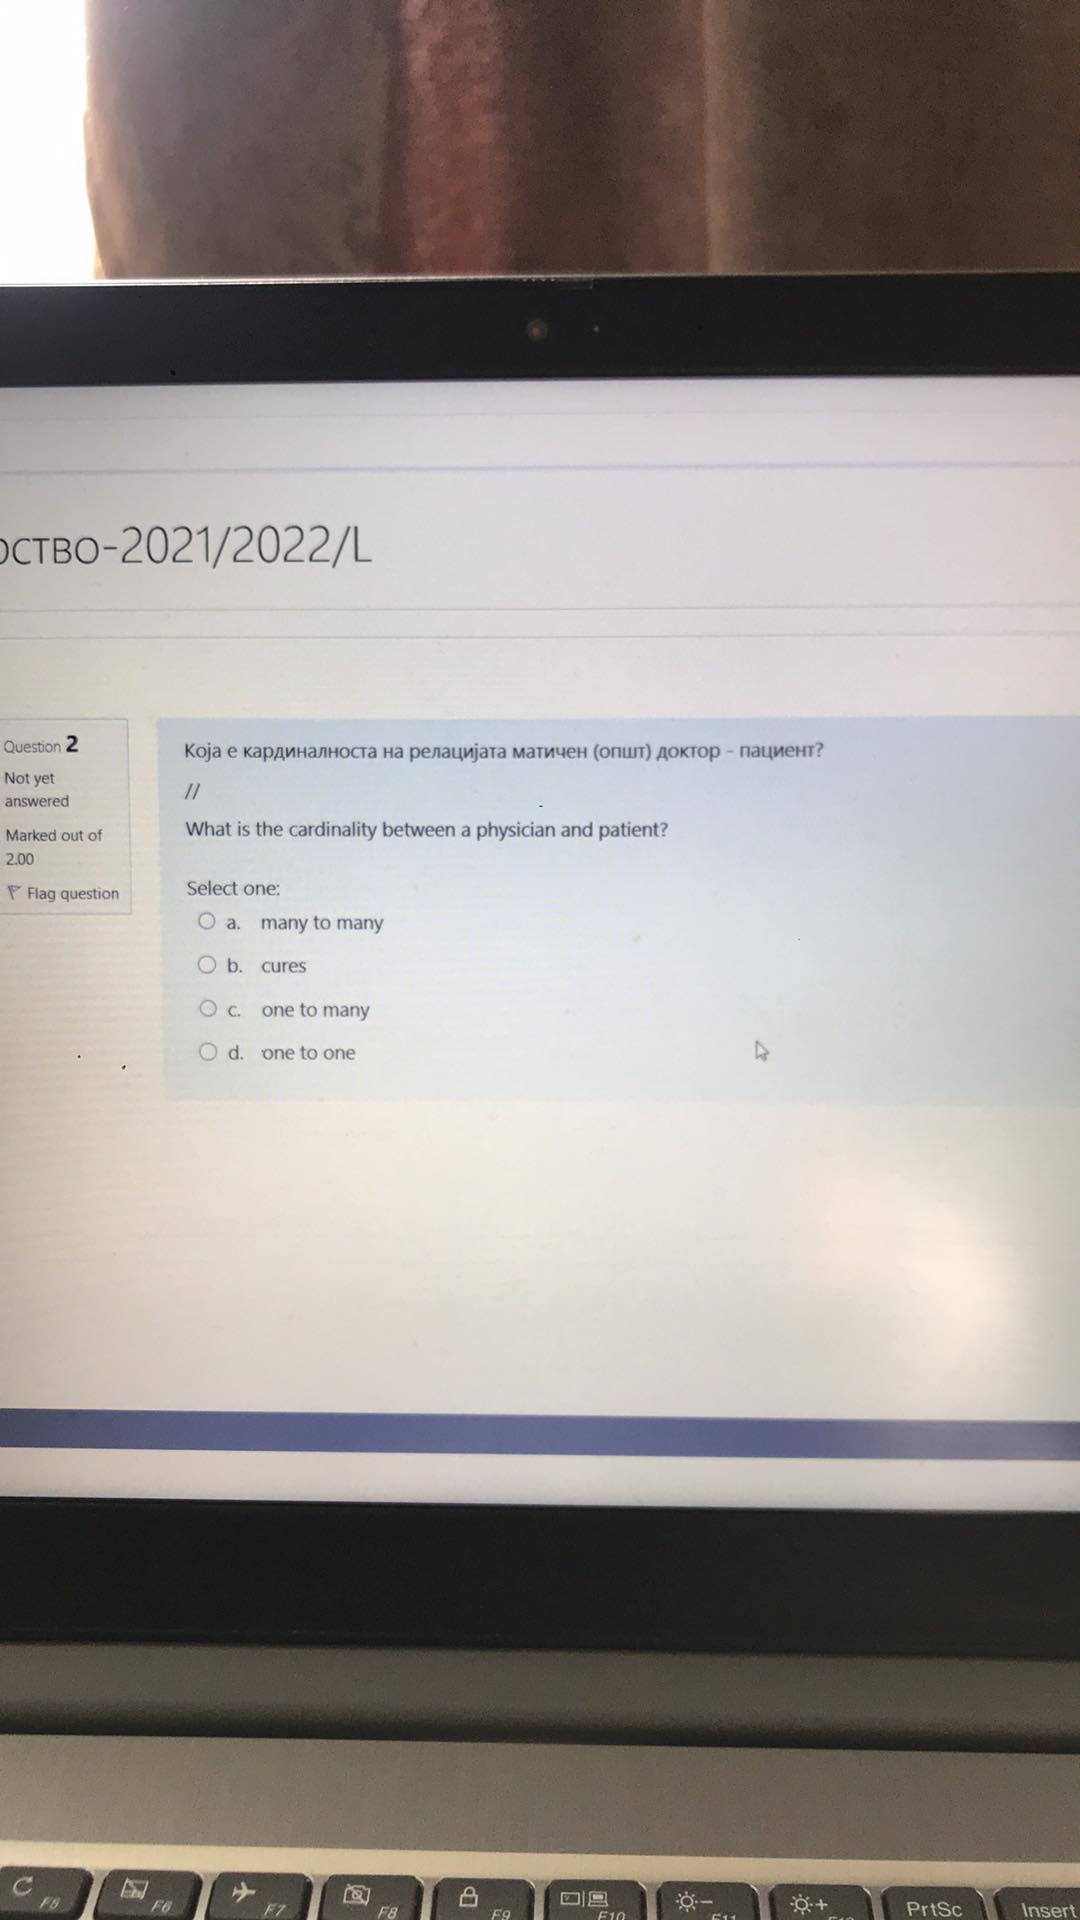 ство-2021/2022/L
Question 2
Not yet
answered
Marked out of
2.00
Flag question
Која е кардиналноста на релацијата матичен (општ) доктор - пациент?
//
What is the cardinality between a physician and patient?
Select one:
a. many to many
b. cures
c. one to many
d. one to one
F5 F6 F7 F8 F9 F10 F11 PrtSc Insert